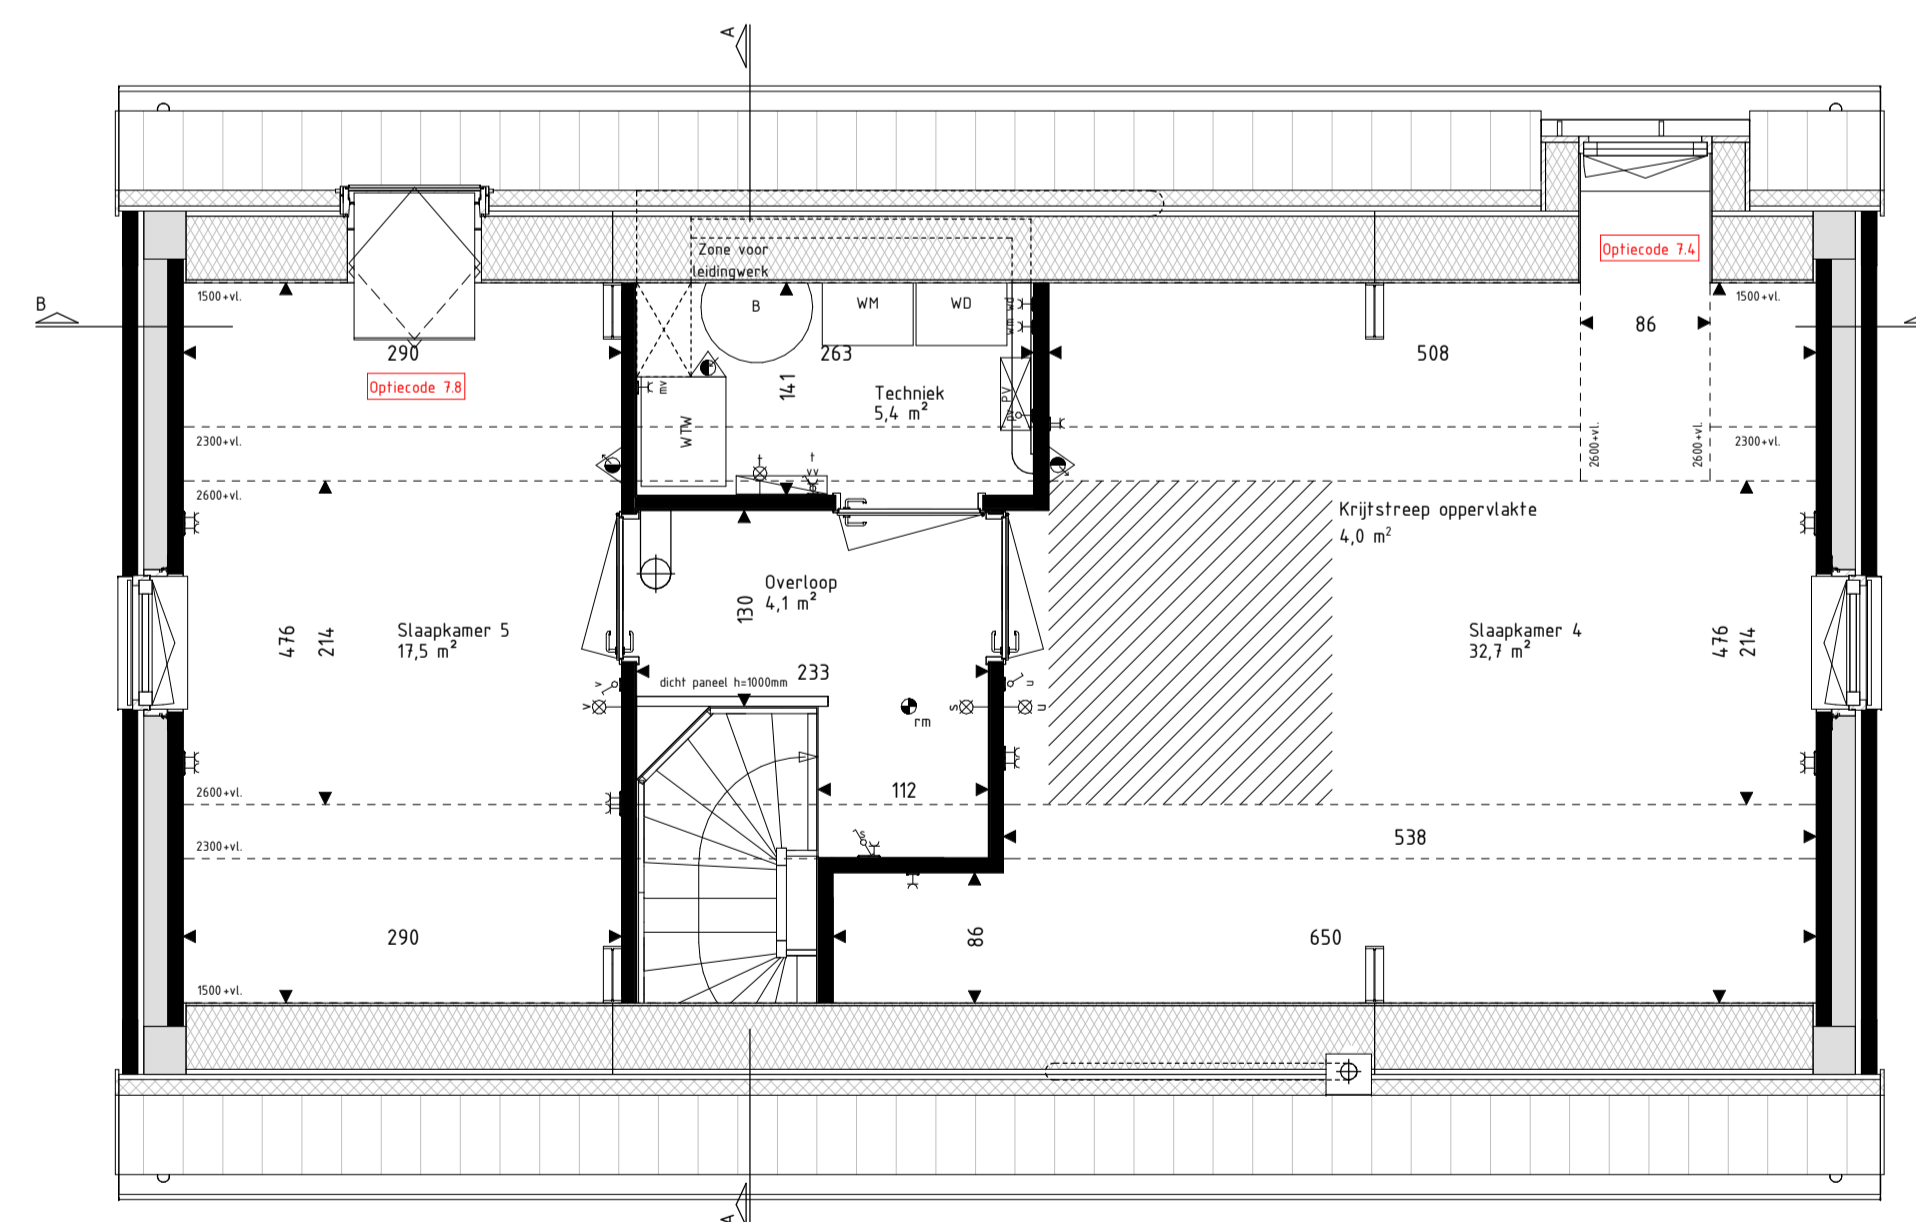 A
Zone voor
leidingwerk
Optiecode 7.4
1500+vl.
1500+vl.
B
B
WM
WD
wm wd
86
290
263
508
Optiecode 7.8
mv
141
Techniek
5,4 m²
PV
pv
WTW
2300+vl.
2300+vl.
2600+vl.
2600+vl.
t
t
vv
2600+vl.
Krijtstreep oppervlakte
4,0 m²
Overloop
4,1 m²
130
476
214
Slaapkamer 5
17,5 m²
Slaapkamer 4
32,7 m²
476
214
233
dicht paneel h=1000mm
v
u
v
s
u
rm
2600+vl.
112
s
538
2300+vl.
290
86
650
1500+vl.
A